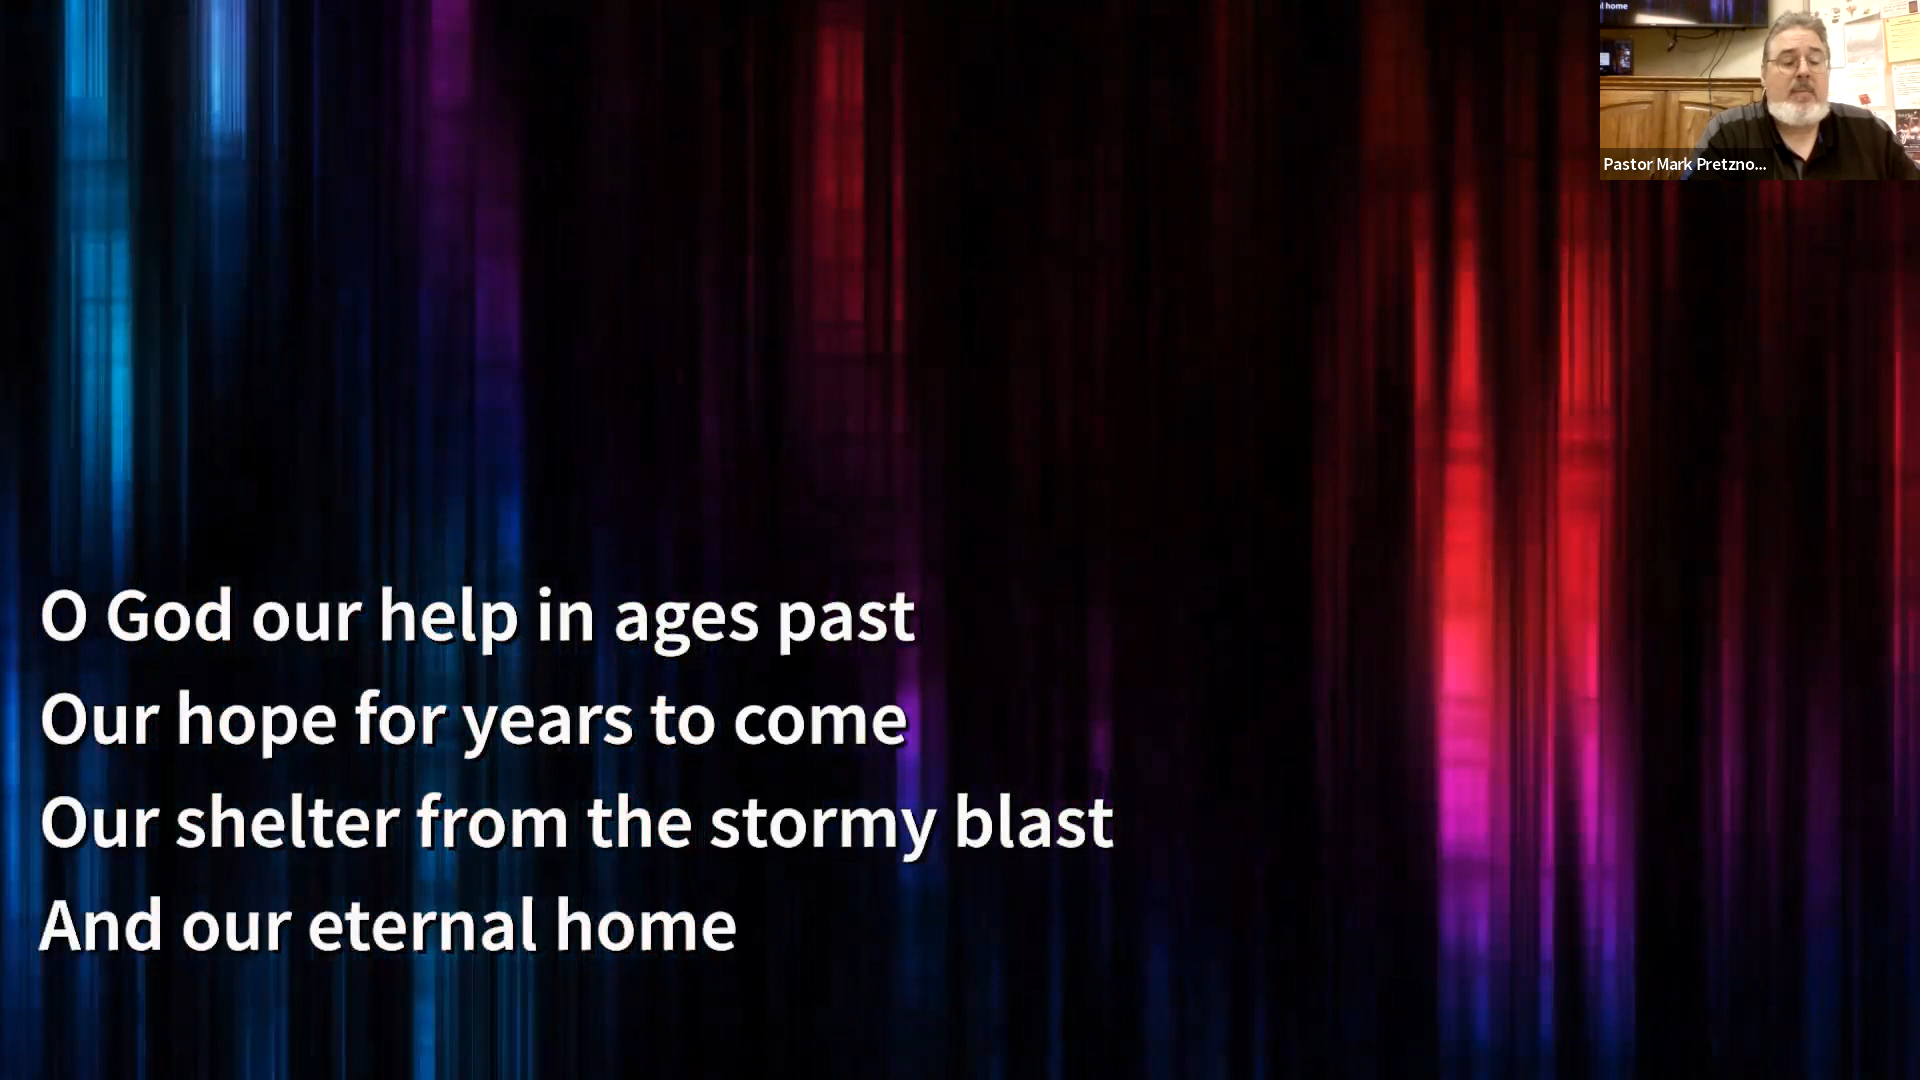 O God our help in ages past
Our hope for years to come
Our shelter from the stormy blast
And our eternal home
l home
Pastor Mark Pretzno...